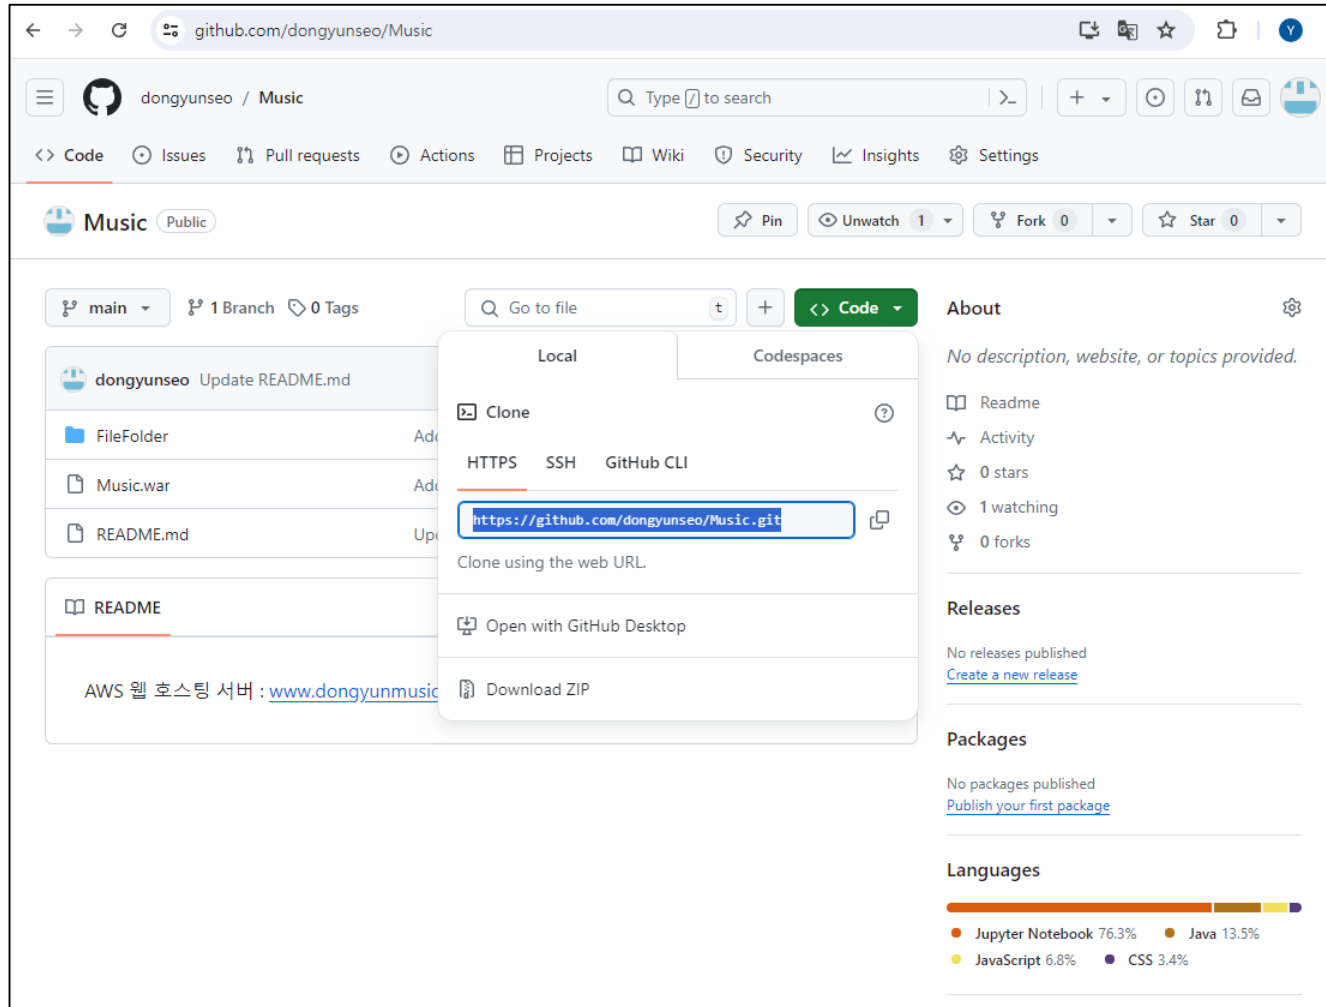 github.com/dongyunseo/Music
dongyunseo / Music
Type / to search
Y
Code Issues Pull requests Actions Projects Wiki Security Insights Settings
Music Public
Pin Unwatch 1 Fork 0 Star 0
main 1 Branch 0 Tags
Go to file t
Code
Local Codespaces
dongyunseo Update README.md
Clone
FileFolder
HTTPS SSH GitHub CLI
Music.war
https://github.com/dongyunseo/Music.git
README.md
Clone using the web URL.
README
Open with GitHub Desktop
AWS 웹 호스팅 서버 : www.dongyunmusic
Download ZIP
About
No description, website, or topics provided.
Readme
Activity
0 stars
1 watching
0 forks
Releases
No releases published
Create a new release
Packages
No packages published
Publish your first package
Languages
Jupyter Notebook 76.3% Java 13.5%
JavaScript 6.8% CSS 3.4%